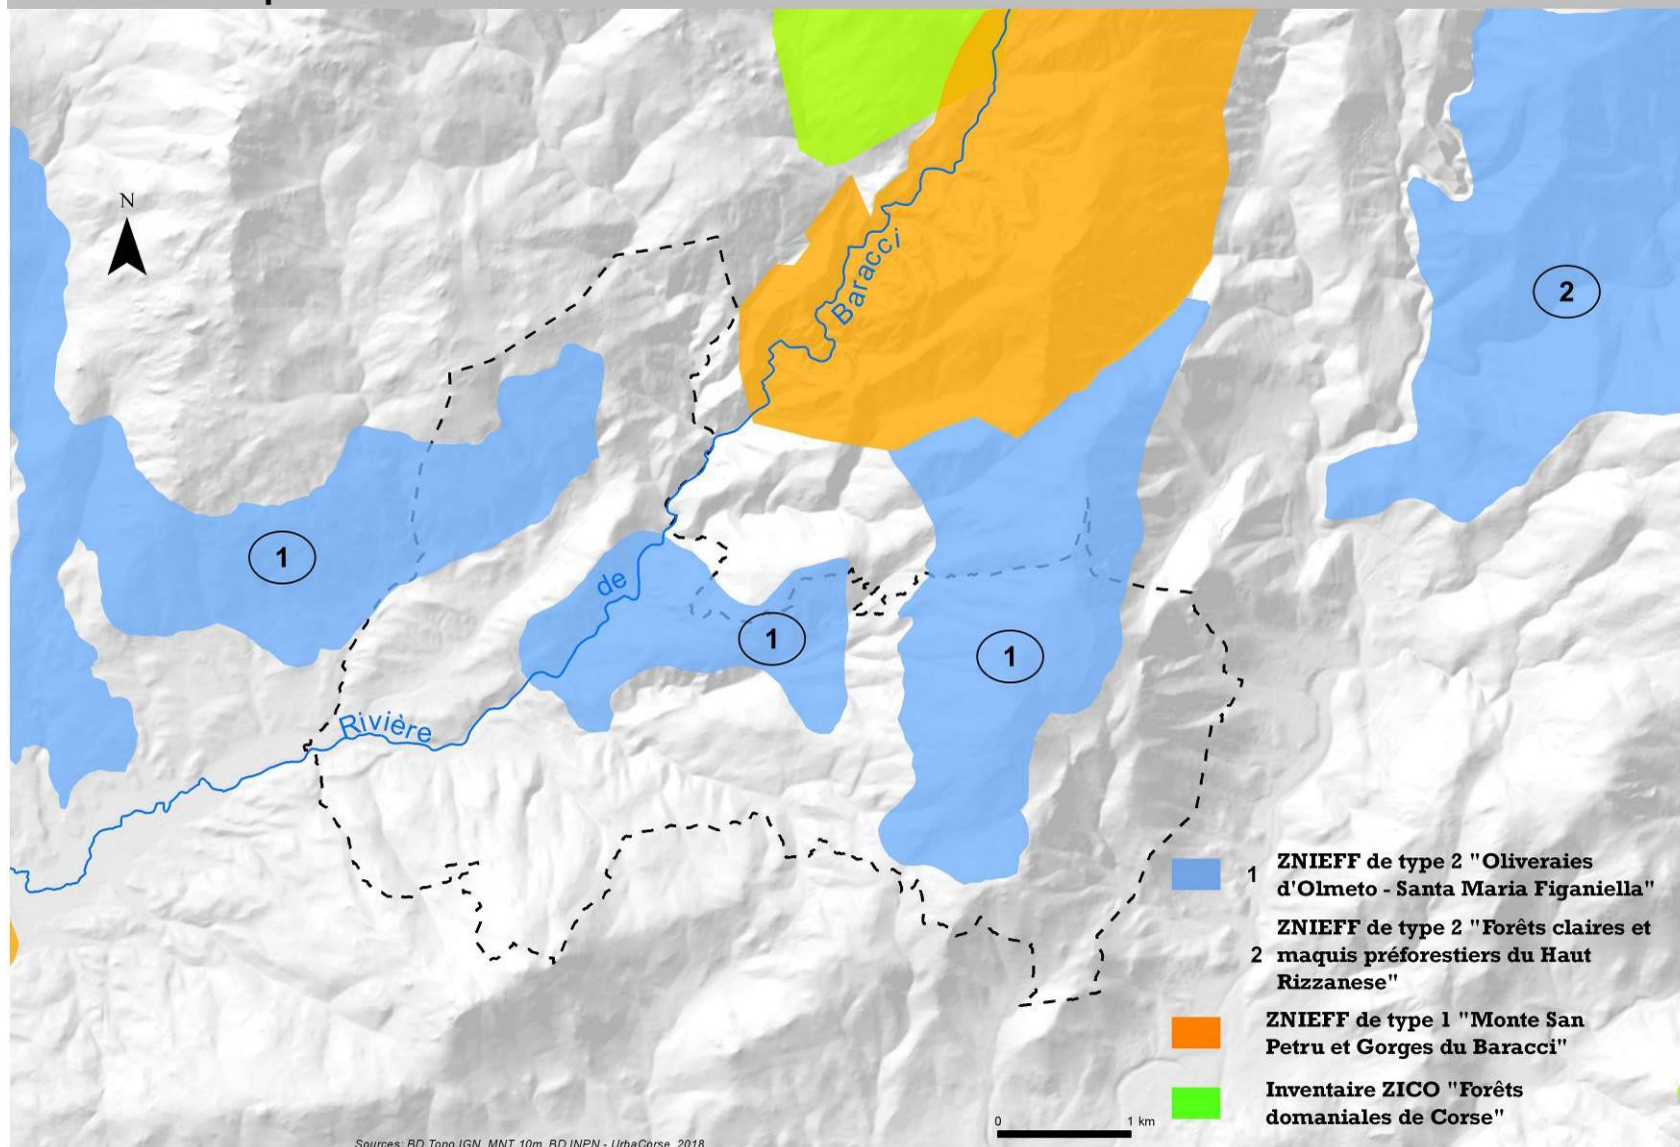 N
Baracci
2
1
de
1
1
Rivière
1 ZNIEFF de type 2 "Oliveraies
d'Olmeto - Santa Maria Figaniella"
ZNIEFF de type 2 "Forêts claires et
2 maquis préforestiers du Haut
Rizzanese"
ZNIEFF de type 1 "Monte San
Petru et Gorges du Baracci"
Inventaire ZICO "Forêts
domaniales de Corse"
0 1 km
Sources: BD Topo IGN, MNT 10m, BD INPN - UrbaCorse, 2018